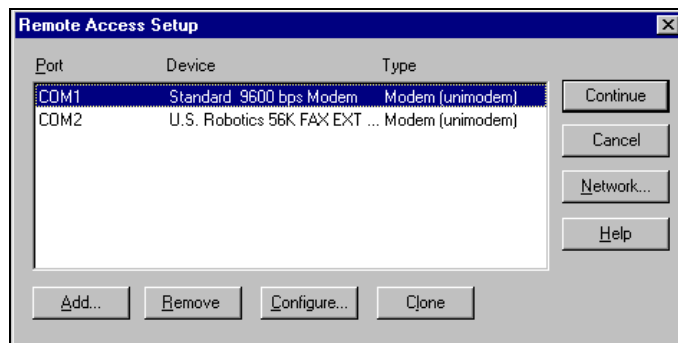 Remote Access Setup
Port Device Type
COM1 Standard 9600 bps Modem Modem (unimodem)
COM2 U.S. Robotics 56K FAX EXT ... Modem (unimodem)
Continue
Cancel
Network...
Help
Add... Remove Configure... Clone